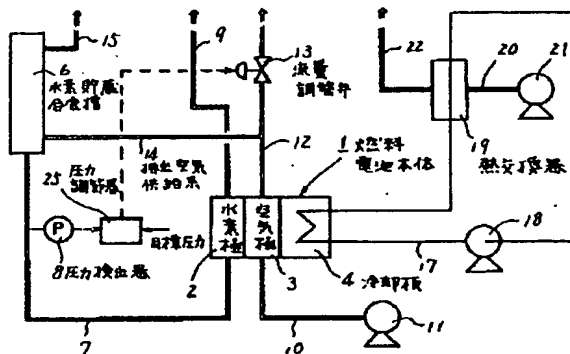 15
9
13
流量
調整弁
22
20
21
6
水素貯蔵
合金槽
14
排出空気
供給系
12
1 燃料
電池本体
19
熱交換器
25
圧力
調節器
P
目標圧力
8 圧力検出器
水素極
空気極
2
3
4
冷却板
17
18
7
10
11